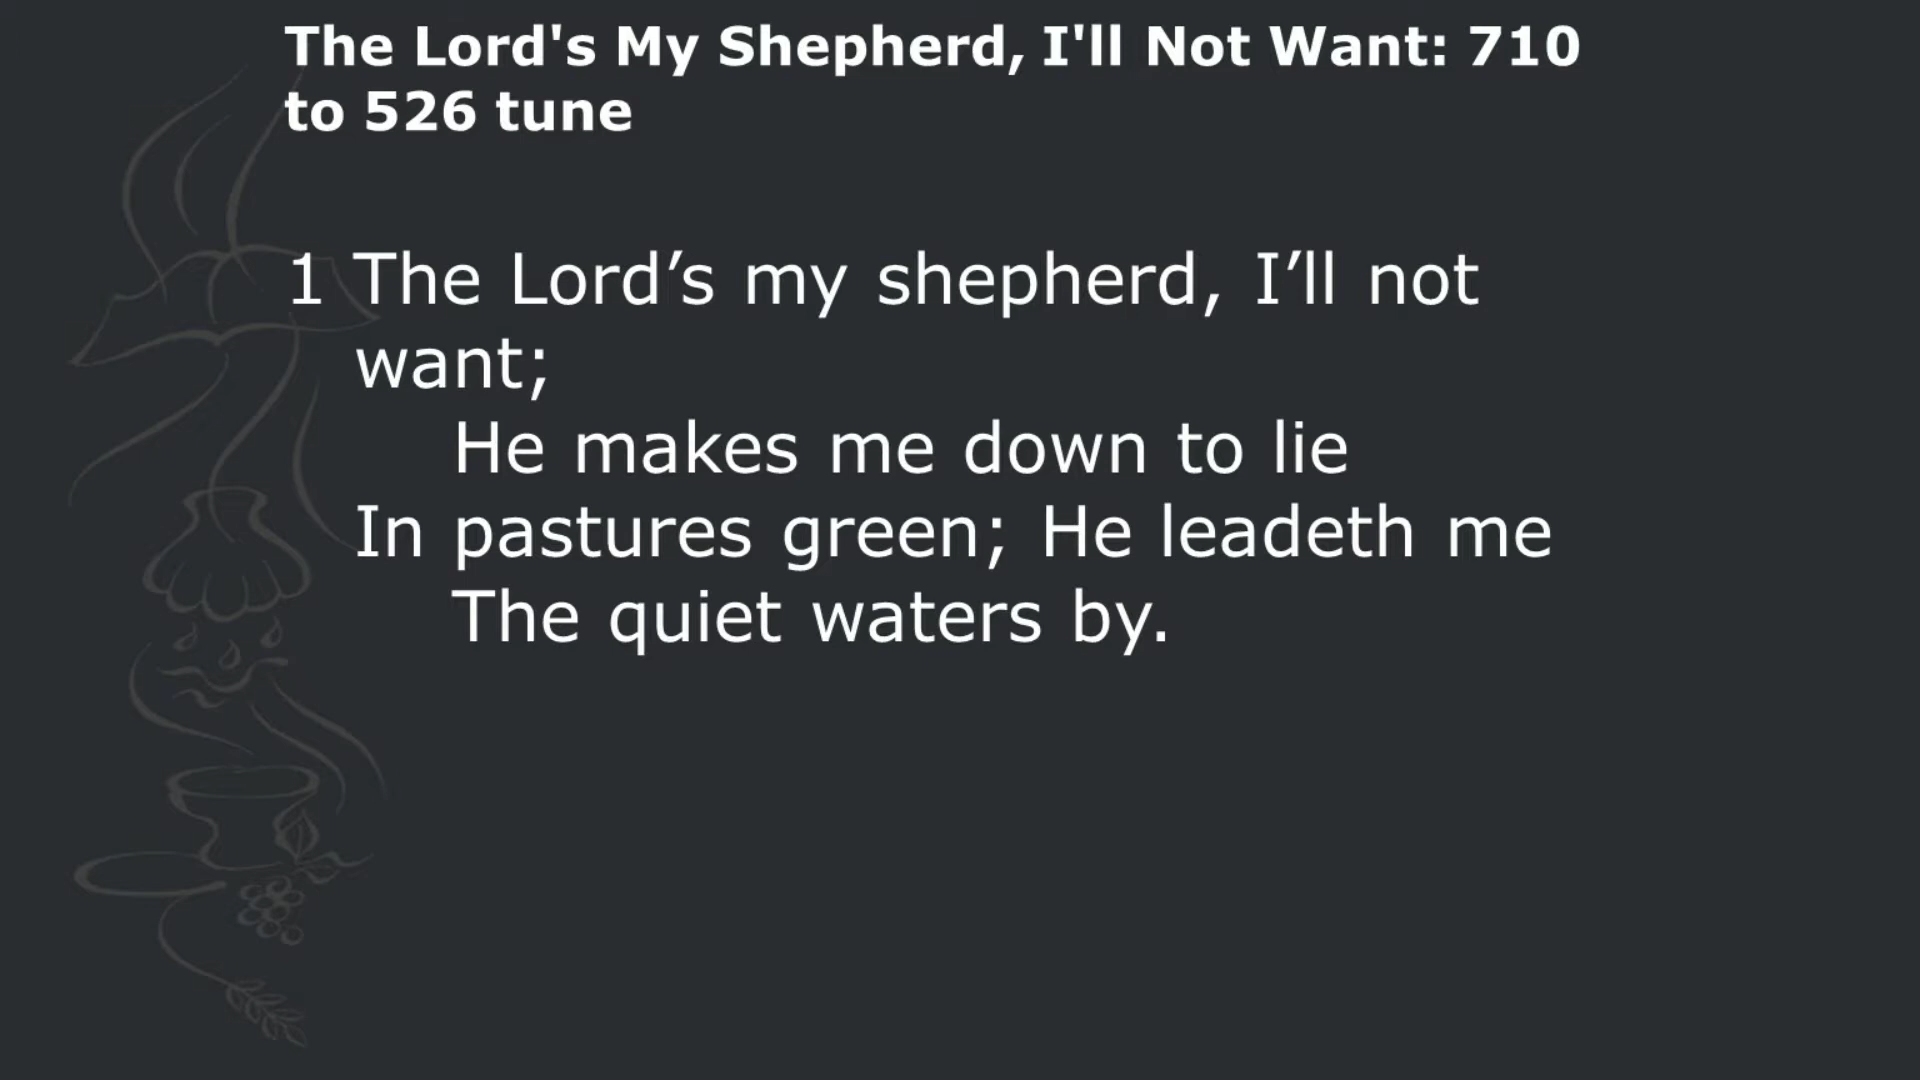 The Lord's My Shepherd, I'll Not Want: 710
to 526 tune
1 The Lord’s my shepherd, I’ll not
want;
He makes me down to lie
In pastures green; He leadeth me
The quiet waters by.